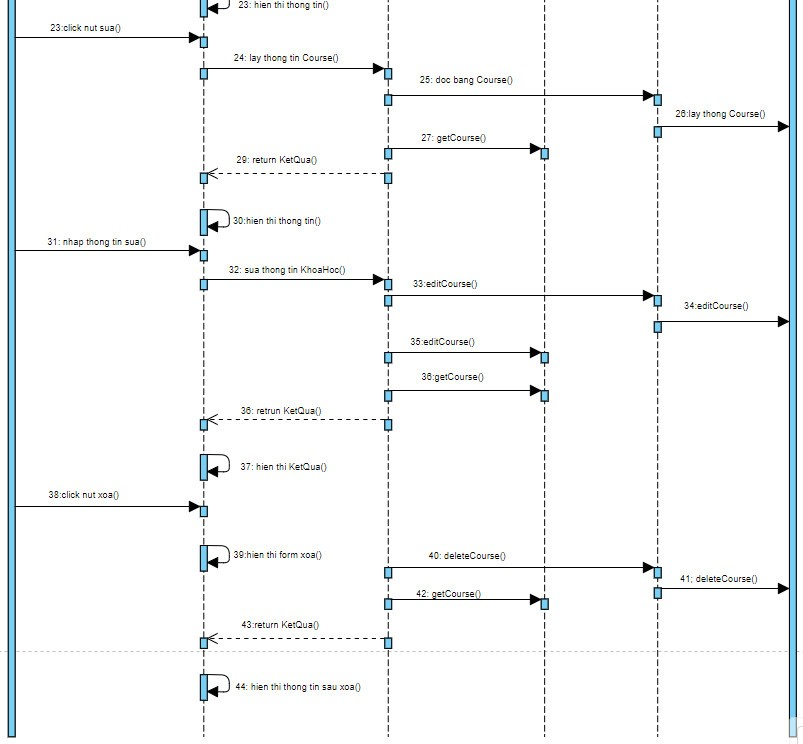 23: hien thi thong tin()
23:click nut sua()
24: lay thong tin Course()
25: doc bang Course()
26:lay thong Course()
27: getCourse()
29: return KetQua()
30:hien thi thong tin()
31: nhap thong tin sua()
32: sua thong tin KhoaHoc()
33:editCourse()
34:editCourse()
35:editCourse()
36:getCourse()
36: retrun KetQua()
37: hien thi KetQua()
38:click nut xoa()
39:hien thi form xoa()
40: deleteCourse()
41: deleteCourse()
42: getCourse()
43:return KetQua()
44: hien thi thong tin sau xoa()